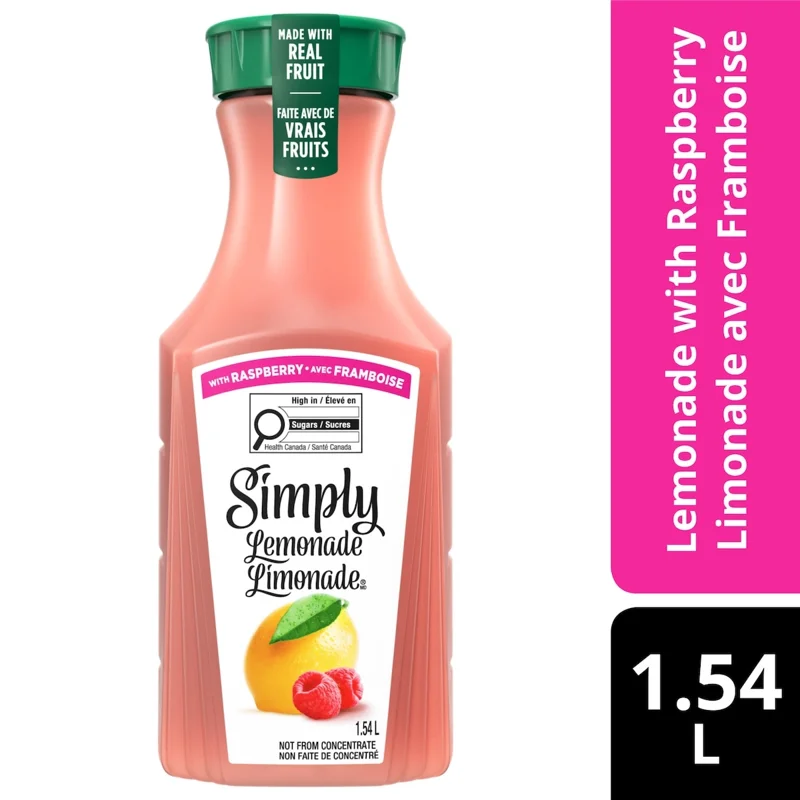 MADE WITH
REAL
FRUIT
FAITE AVEC DE
VRAIS
FRUITS
WITH RASPBERRY • AVEC FRAMBOISE
High in / Élevé en
Sugars / Sucres
Health Canada / Santé Canada
Simply
Lemonade
Limonade®
1.54 L
NOT FROM CONCENTRATE
NON FAITE DE CONCENTRÉ
Lemonade with Raspberry
Limonade avec Framboise
1.54
L